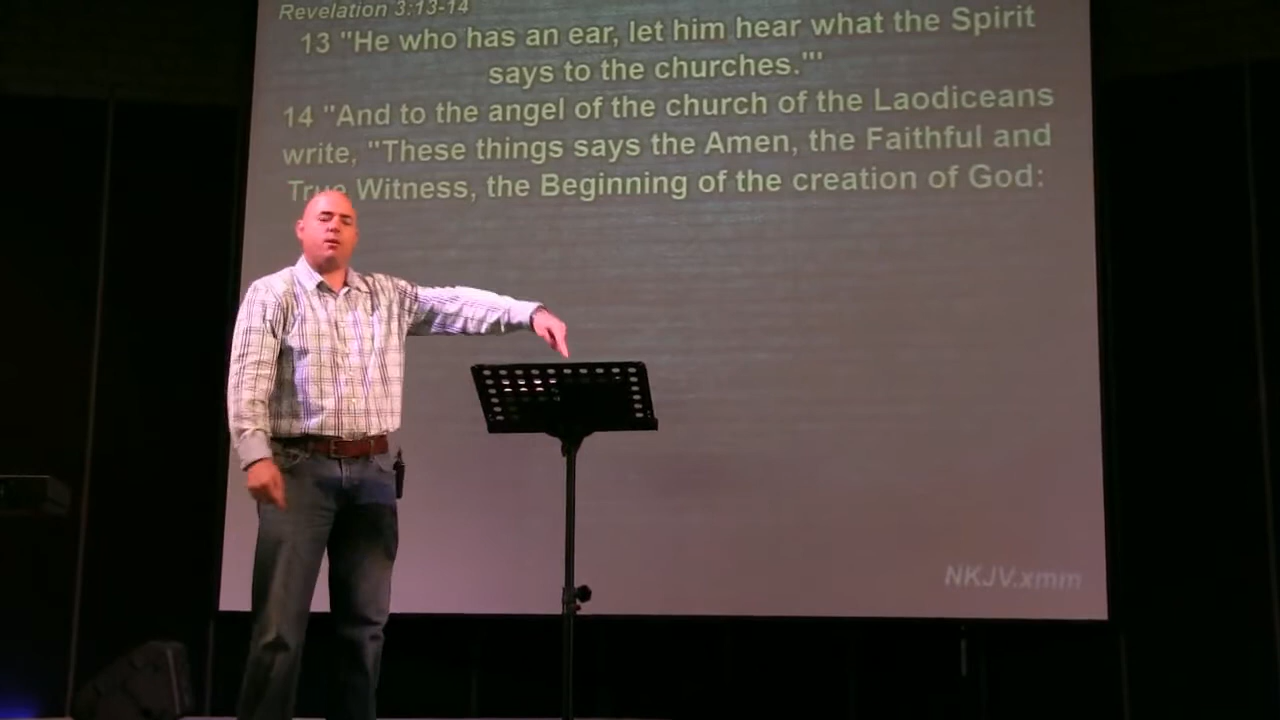 Revelation 3:13-14
13 "He who has an ear, let him hear what the Spirit
says to the churches."'
14 "And to the angel of the church of the Laodiceans
write, "These things says the Amen, the Faithful and
True Witness, the Beginning of the creation of God:
NKJV.xmm